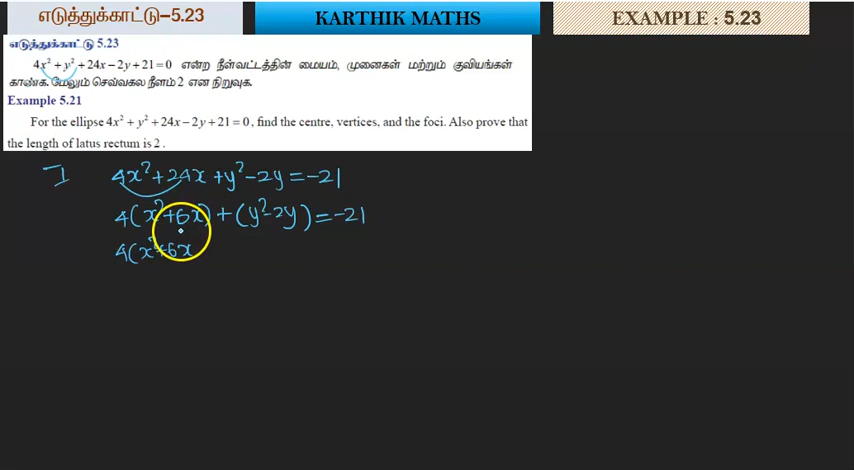 எடுத்துக்காட்டு-5.23
KARTHIK MATHS
EXAMPLE : 5.23
எடுத்துக்காட்டு 5.23
4x² + y² + 24x − 2y + 21 = 0 என்ற நீள்வட்டத்தின் மையம், முனைகள் மற்றும் குவியங்கள்
காண்க. மேலும் செவ்வகல நீளம் 2 என நிறுவுக.
Example 5.21
For the ellipse 4x² + y² + 24x − 2y + 21 = 0, find the centre, vertices, and the foci. Also prove that
the length of latus rectum is 2 .
I 4x² + 24x + y² − 2y = −21
4(x² + 6x) + (y² − 2y) = −21
4(x² + 6x